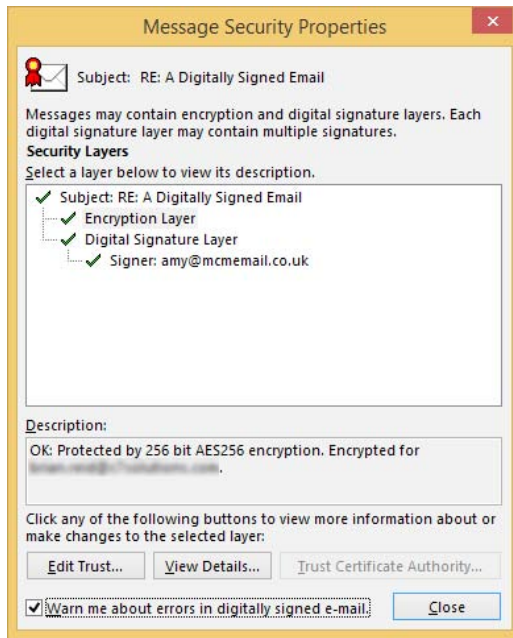 Message Security Properties
Subject: RE: A Digitally Signed Email
Messages may contain encryption and digital signature layers. Each
digital signature layer may contain multiple signatures.
Security Layers
Select a layer below to view its description.
Subject: RE: A Digitally Signed Email
Encryption Layer
Digital Signature Layer
Signer: amy@mcmemail.co.uk
Description:
OK: Protected by 256 bit AES256 encryption. Encrypted for
.
Click any of the following buttons to view more information about or
make changes to the selected layer:
Edit Trust... View Details... Trust Certificate Authority...
Warn me about errors in digitally signed e-mail. Close